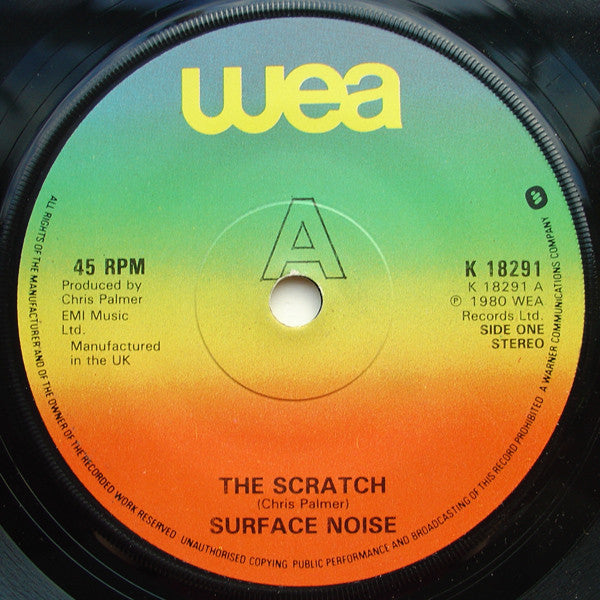 wea
A
45 RPM
Produced by
Chris Palmer
EMI Music
Ltd.
Manufactured
in the UK
K 18291
K 18291 A
℗ 1980 WEA
Records Ltd.
SIDE ONE
STEREO
THE SCRATCH
(Chris Palmer)
SURFACE NOISE
ALL RIGHTS OF THE MANUFACTURER AND OF THE OWNER OF THE RECORDED WORK RESERVED UNAUTHORISED COPYING PUBLIC PERFORMANCE AND BROADCASTING OF THIS RECORD PROHIBITED A WARNER COMMUNICATIONS COMPANY